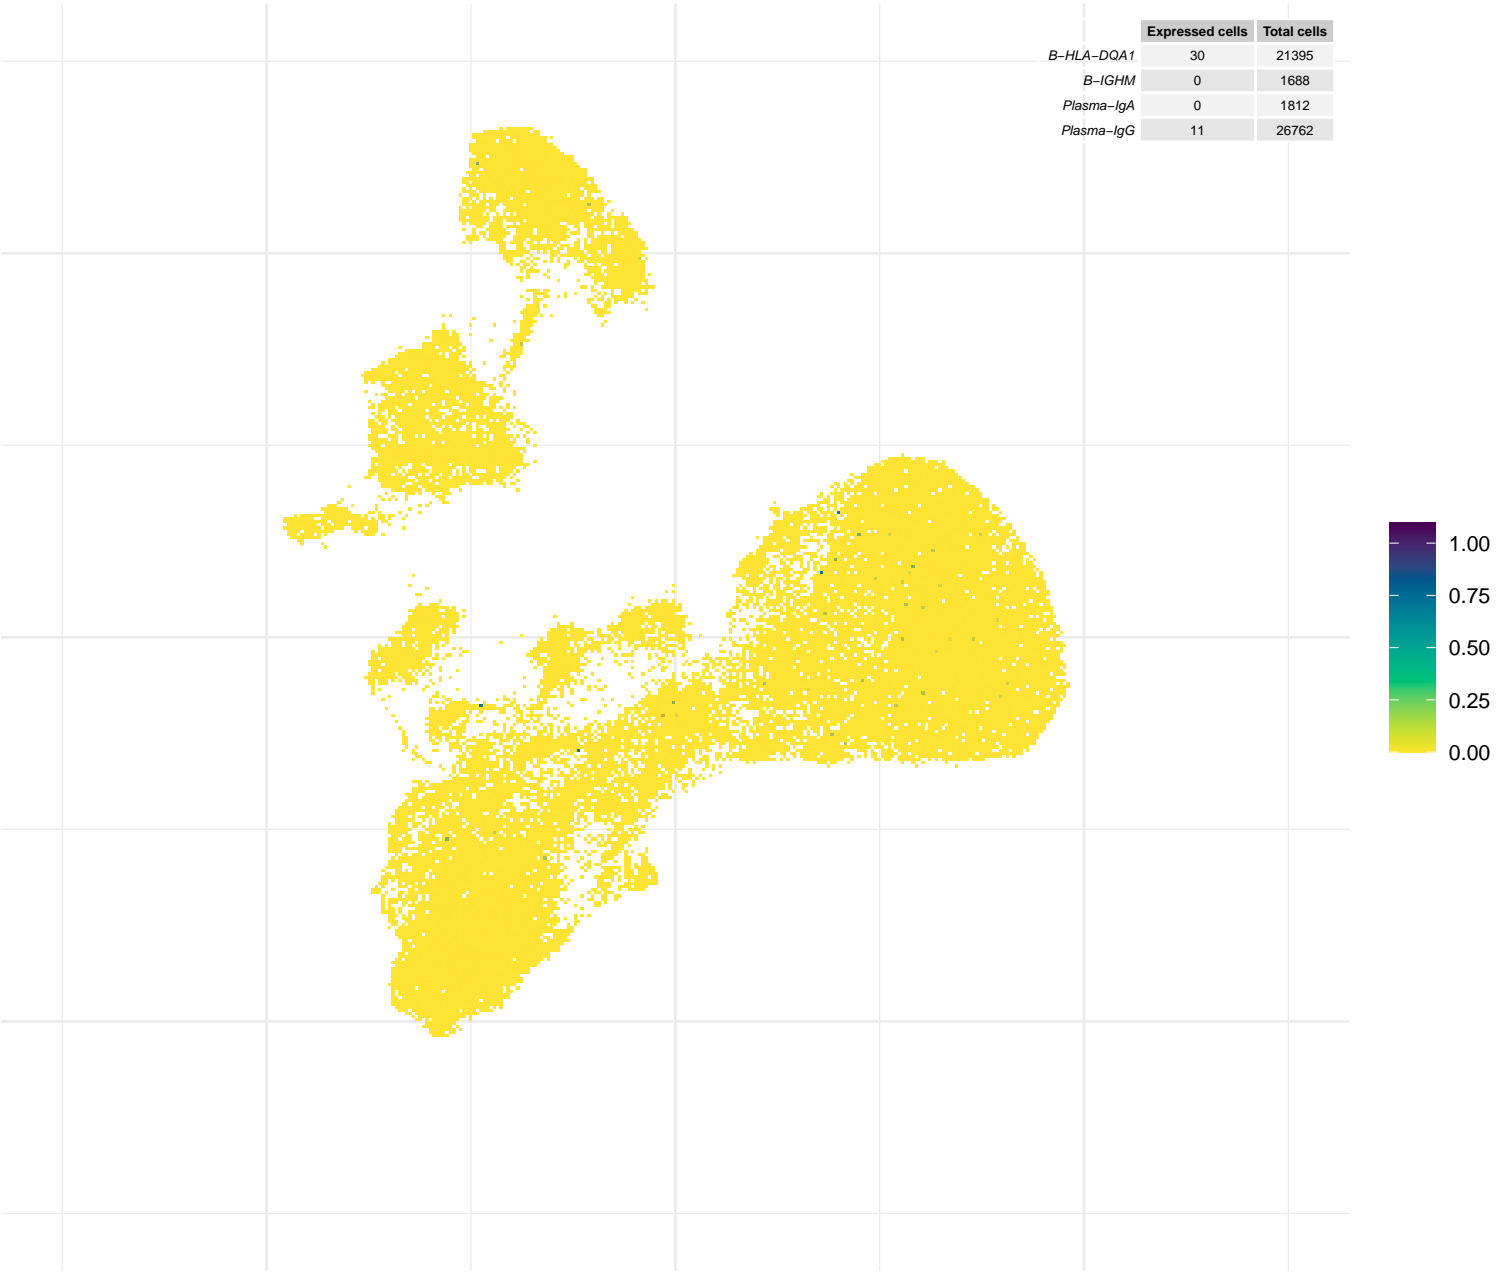 Expressed cells Total cells
B−HLA−DQA1 30 21395
B−IGHM 0 1688
Plasma−IgA 0 1812
Plasma−IgG 11 26762
1.00
0.75
0.50
0.25
0.00